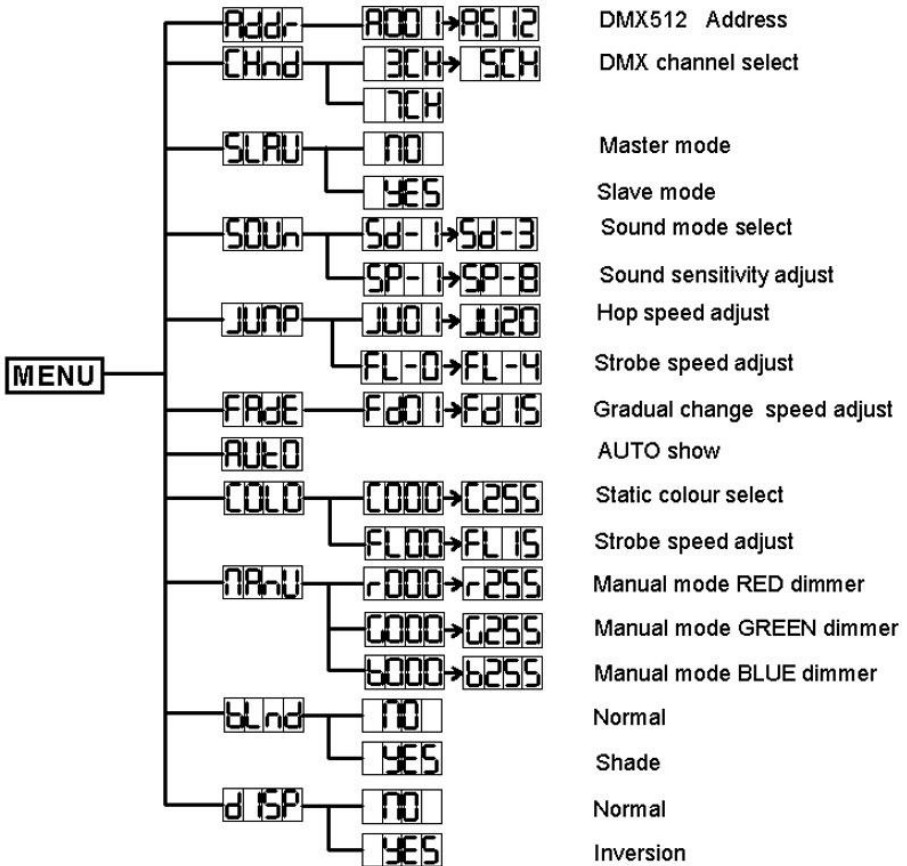 Addr A001 A512 DMX512 Address
CHnd 3CH 5CH DMX channel select
7CH
SLAU NO Master mode
YES Slave mode
SOUn Sd-1 Sd-3 Sound mode select
SP-1 SP-8 Sound sensitivity adjust
JUMP JU01 JU20 Hop speed adjust
FL-0 FL-4 Strobe speed adjust
MENU
FAdE Fd01 Fd15 Gradual change speed adjust
AUtO AUTO show
COLO C000 C255 Static colour select
FL00 FL15 Strobe speed adjust
MAnU r000 r255 Manual mode RED dimmer
G000 G255 Manual mode GREEN dimmer
b000 b255 Manual mode BLUE dimmer
bLnd NO Normal
YES Shade
diSP NO Normal
YES Inversion